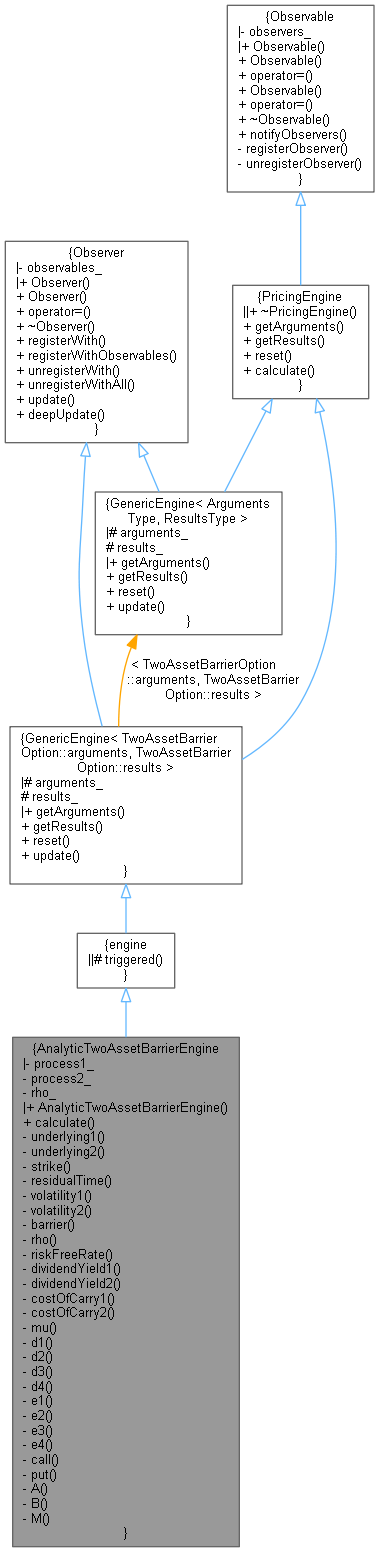 {Observable
|- observers_
|+ Observable()
+ Observable()
+ operator=()
+ Observable()
+ operator=()
+ ~Observable()
+ notifyObservers()
- registerObserver()
- unregisterObserver()
}
{Observer
|- observables_
|+ Observer()
+ Observer()
+ operator=()
+ ~Observer()
+ registerWith()
+ registerWithObservables()
+ unregisterWith()
+ unregisterWithAll()
+ update()
+ deepUpdate()
}
{PricingEngine
||+ ~PricingEngine()
+ getArguments()
+ getResults()
+ reset()
+ calculate()
}
{GenericEngine< Arguments
Type, ResultsType >
|# arguments_
# results_
|+ getArguments()
+ getResults()
+ reset()
+ update()
}
< TwoAssetBarrierOption
::arguments, TwoAssetBarrier
Option::results >
{GenericEngine< TwoAssetBarrier
Option::arguments, TwoAssetBarrier
Option::results >
|# arguments_
# results_
|+ getArguments()
+ getResults()
+ reset()
+ update()
}
{engine
||# triggered()
}
{AnalyticTwoAssetBarrierEngine
|- process1_
- process2_
- rho_
|+ AnalyticTwoAssetBarrierEngine()
+ calculate()
- underlying1()
- underlying2()
- strike()
- residualTime()
- volatility1()
- volatility2()
- barrier()
- rho()
- riskFreeRate()
- dividendYield1()
- dividendYield2()
- costOfCarry1()
- costOfCarry2()
- mu()
- d1()
- d2()
- d3()
- d4()
- e1()
- e2()
- e3()
- e4()
- call()
- put()
- A()
- B()
- M()
}